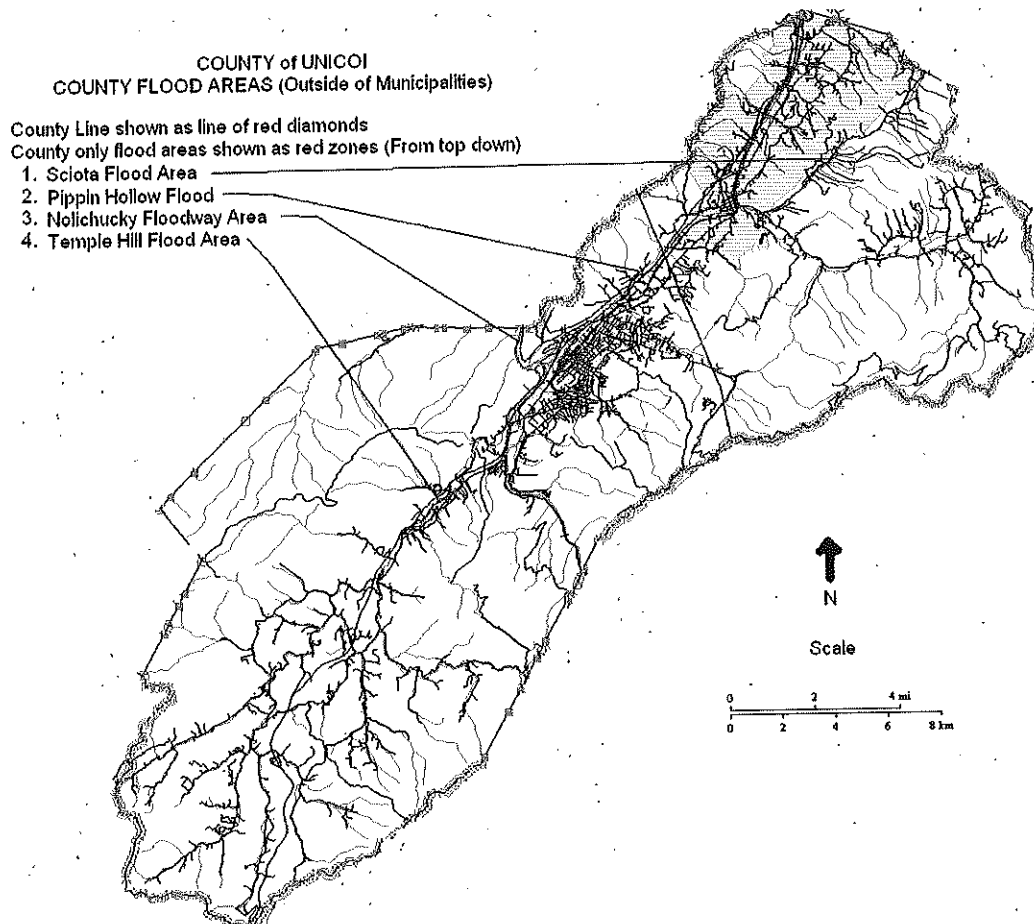 COUNTY of UNICOI
COUNTY FLOOD AREAS (Outside of Municipalities)
County Line shown as line of red diamonds
County only flood areas shown as red zones (From top down)
1. Sciota Flood Area
2. Pippin Hollow Flood
3. Nolichucky Floodway Area
4. Temple Hill Flood Area
N
Scale
0 2 4 mi
0 2 4 6 8 km